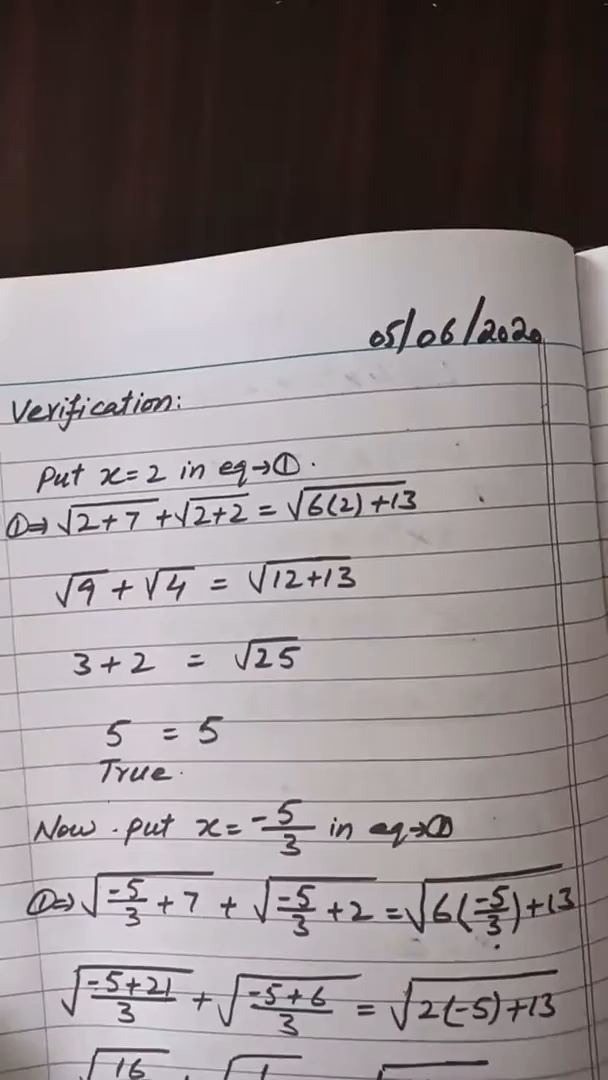 05/06/2020
Verification:
Put x=2 in eq→①.
①⇒ √(2+7) + √(2+2) = √(6(2)+13)
√9 + √4 = √(12+13)
3+2 = √25
5 = 5
True.
Now. put x = -5/3 in eq→①
①⇒ √(-5/3 + 7) + √(-5/3 + 2) = √(6(-5/3)+13)
√((-5+21)/3) + √((-5+6)/3) = √(2(-5)+13)
√16 √1 √